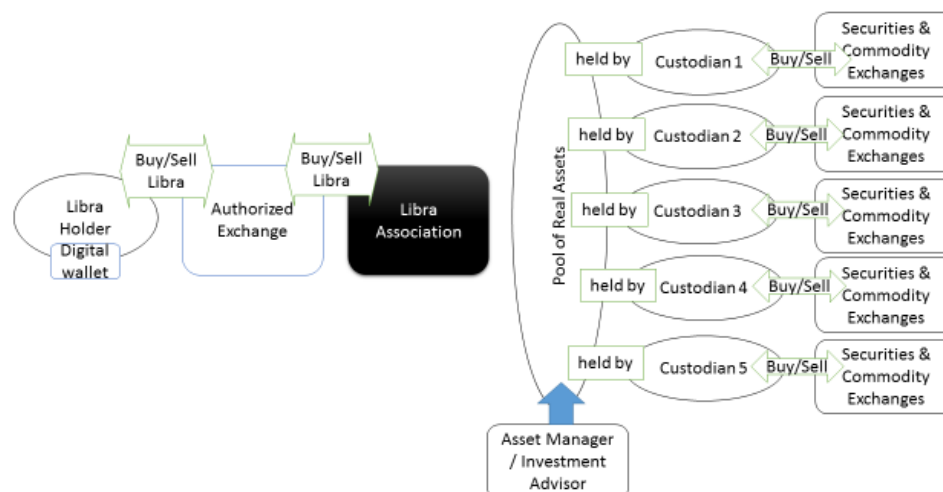 Buy/Sell
Libra
Buy/Sell
Libra
Libra
Holder
Digital
wallet
Authorized
Exchange
Libra
Association
Pool of Real Assets
held by
Custodian 1
Buy/Sell
Securities &
Commodity
Exchanges
held by
Custodian 2
Buy/Sell
Securities &
Commodity
Exchanges
held by
Custodian 3
Buy/Sell
Securities &
Commodity
Exchanges
held by
Custodian 4
Buy/Sell
Securities &
Commodity
Exchanges
held by
Custodian 5
Buy/Sell
Securities &
Commodity
Exchanges
Asset Manager
/ Investment
Advisor